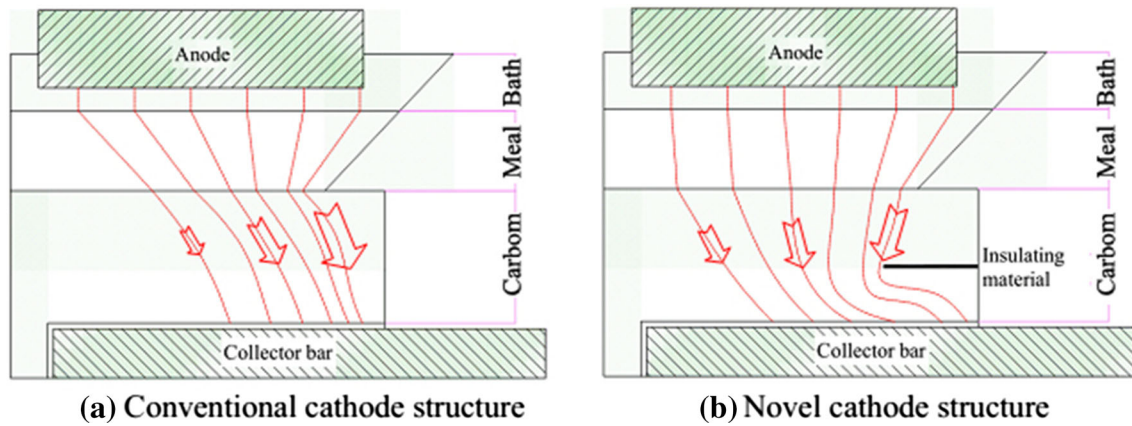 Anode
Bath
Meal
Carbom
Collector bar
(a) Conventional cathode structure
Anode
Bath
Meal
Carbom
Insulating
material
Collector bar
(b) Novel cathode structure